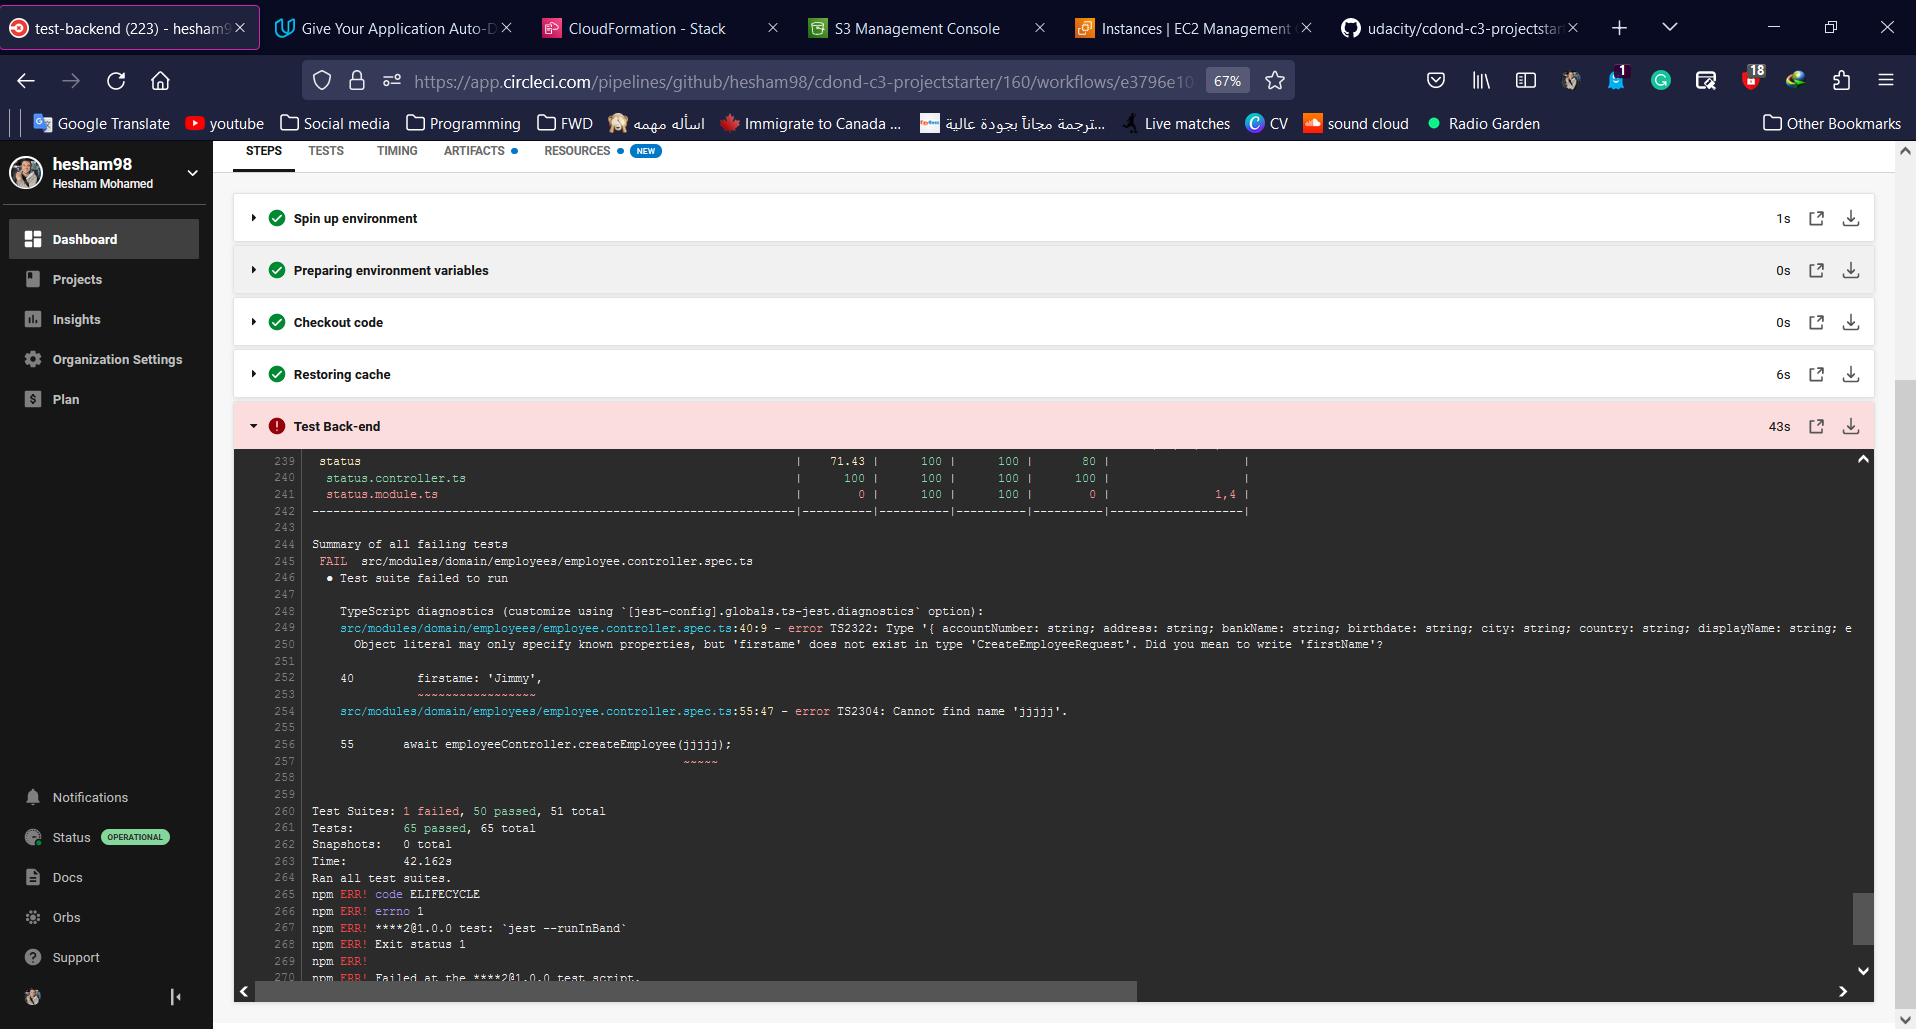 test-backend (223) - hesham9
Give Your Application Auto-D
CloudFormation - Stack
S3 Management Console
Instances | EC2 Management
udacity/cdond-c3-projectstar
https://app.circleci.com/pipelines/github/hesham98/cdond-c3-projectstarter/160/workflows/e3796e10
67%
1
18
Google Translate
youtube
Social media
Programming
FWD
اسأله مهمه
Immigrate to Canada ...
ترجمة مجاناً بجودة عالية...
Live matches
CV
sound cloud
Radio Garden
Other Bookmarks
hesham98
Hesham Mohamed
Dashboard
Projects
Insights
Organization Settings
Plan
Notifications
Status OPERATIONAL
Docs
Orbs
Support
STEPS TESTS TIMING ARTIFACTS RESOURCES NEW
Spin up environment 1s
Preparing environment variables 0s
Checkout code 0s
Restoring cache 6s
Test Back-end 43s
239 status | 71.43 | 100 | 100 | 80 | |
240 status.controller.ts | 100 | 100 | 100 | 100 | |
241 status.module.ts | 0 | 100 | 100 | 0 | 1,4 |
242 ---------------------------------------------------------------------|----------|----------|----------|----------|-------------------|
243
244 Summary of all failing tests
245 FAIL src/modules/domain/employees/employee.controller.spec.ts
246 ● Test suite failed to run
247
248 TypeScript diagnostics (customize using `[jest-config].globals.ts-jest.diagnostics` option):
249 src/modules/domain/employees/employee.controller.spec.ts:40:9 - error TS2322: Type '{ accountNumber: string; address: string; bankName: string; birthdate: string; city: string; country: string; displayName: string; e
250 Object literal may only specify known properties, but 'firstame' does not exist in type 'CreateEmployeeRequest'. Did you mean to write 'firstName'?
251
252 40 firstame: 'Jimmy',
253 ~~~~~~~~~~~~~~~~~
254 src/modules/domain/employees/employee.controller.spec.ts:55:47 - error TS2304: Cannot find name 'jjjjj'.
255
256 55 await employeeController.createEmployee(jjjjj);
257 ~~~~~
258
259
260 Test Suites: 1 failed, 50 passed, 51 total
261 Tests: 65 passed, 65 total
262 Snapshots: 0 total
263 Time: 42.162s
264 Ran all test suites.
265 npm ERR! code ELIFECYCLE
266 npm ERR! errno 1
267 npm ERR! ****2@1.0.0 test: `jest --runInBand`
268 npm ERR! Exit status 1
269 npm ERR!
270 npm ERR! Failed at the ****2@1.0.0 test script.